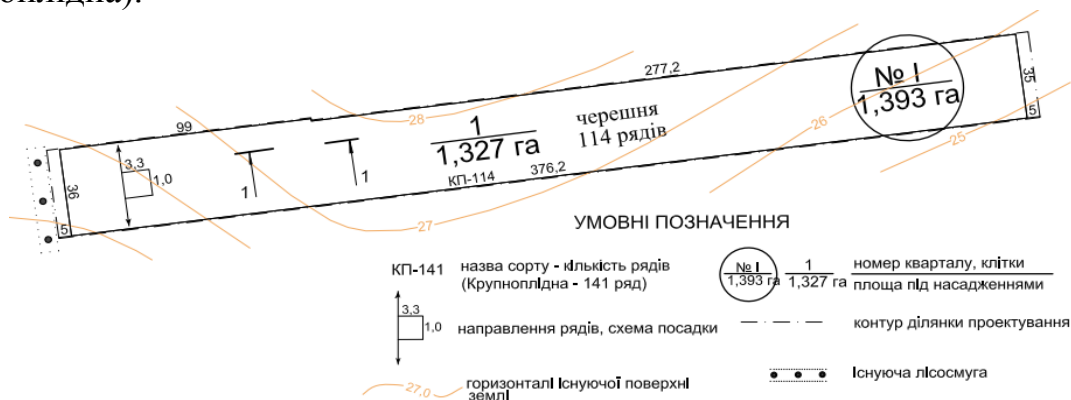 277,2
№ I
1,393 га
35
5
26
25
28
99
1
1,327 га
черешня
114 рядів
КП-114
376,2
3,3
1,0
1
1
36
5
27
УМОВНІ ПОЗНАЧЕННЯ
КП-141 назва сорту - кількість рядів
(Крупноплідна - 141 ряд)
№ I
1,393 га
1
1,327 га
номер кварталу, клітки
площа під насадженнями
3,3
1,0
направлення рядів, схема посадки
контур ділянки проектування
27,0
горизонталі існуючої поверхні
землі
Існуюча лісосмуга